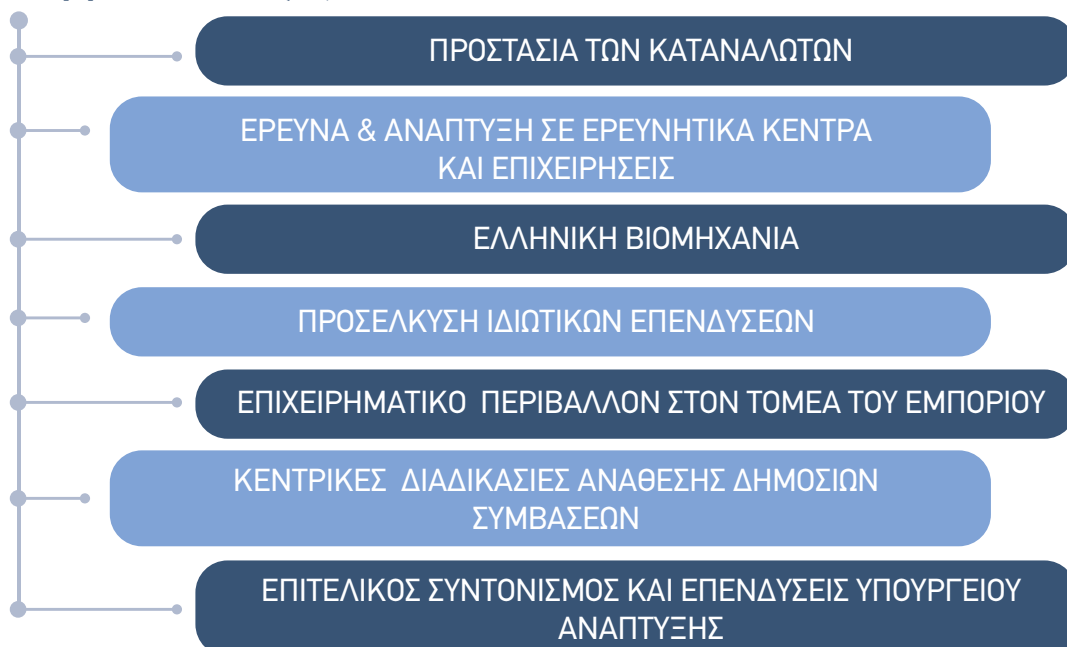 ΠΡΟΣΤΑΣΙΑ ΤΩΝ ΚΑΤΑΝΑΛΩΤΩΝ
ΕΡΕΥΝΑ & ΑΝΑΠΤΥΞΗ ΣΕ ΕΡΕΥΝΗΤΙΚΑ ΚΕΝΤΡΑ
ΚΑΙ ΕΠΙΧΕΙΡΗΣΕΙΣ
ΕΛΛΗΝΙΚΗ ΒΙΟΜΗΧΑΝΙΑ
ΠΡΟΣΕΛΚΥΣΗ ΙΔΙΩΤΙΚΩΝ ΕΠΕΝΔΥΣΕΩΝ
ΕΠΙΧΕΙΡΗΜΑΤΙΚΟ ΠΕΡΙΒΑΛΛΟΝ ΣΤΟΝ ΤΟΜΕΑ ΤΟΥ ΕΜΠΟΡΙΟΥ
ΚΕΝΤΡΙΚΕΣ ΔΙΑΔΙΚΑΣΙΕΣ ΑΝΑΘΕΣΗΣ ΔΗΜΟΣΙΩΝ
ΣΥΜΒΑΣΕΩΝ
ΕΠΙΤΕΛΙΚΟΣ ΣΥΝΤΟΝΙΣΜΟΣ ΚΑΙ ΕΠΕΝΔΥΣΕΙΣ ΥΠΟΥΡΓΕΙΟΥ
ΑΝΑΠΤΥΞΗΣ